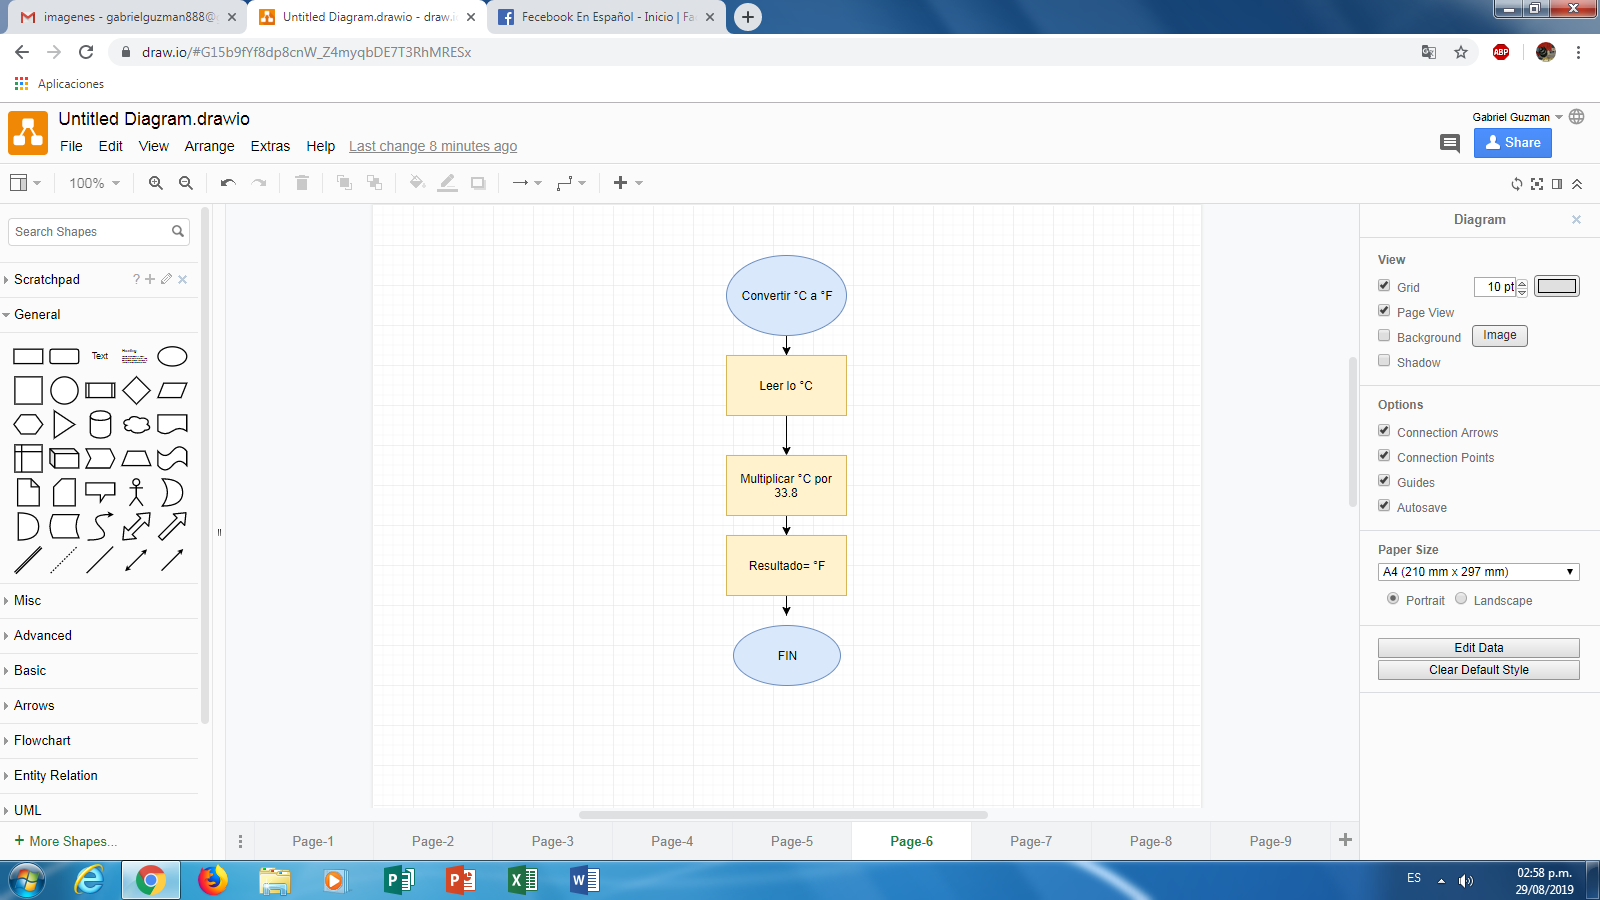 imagenes - gabrielguzman888@
Untitled Diagram.drawio - draw.i
Fecebook En Español - Inicio | Fa
draw.io/#G15b9fYf8dp8cnW_Z4myqbDE7T3RhMRESx
ABP
Aplicaciones
Untitled Diagram.drawio
File Edit View Arrange Extras Help Last change 8 minutes ago
Gabriel Guzman
Share
100%
Search Shapes
Scratchpad
?
General
Text
Heading
Misc
Advanced
Basic
Arrows
Flowchart
Entity Relation
UML
+ More Shapes...
Convertir °C a °F
Leer lo °C
Multiplicar °C por
33.8
Resultado= °F
FIN
Diagram
View
Grid
10 pt
Page View
Background
Image
Shadow
Options
Connection Arrows
Connection Points
Guides
Autosave
Paper Size
A4 (210 mm x 297 mm)
Portrait
Landscape
Edit Data
Clear Default Style
Page-1 Page-2 Page-3 Page-4 Page-5 Page-6 Page-7 Page-8 Page-9
ES
02:58 p.m.
29/08/2019